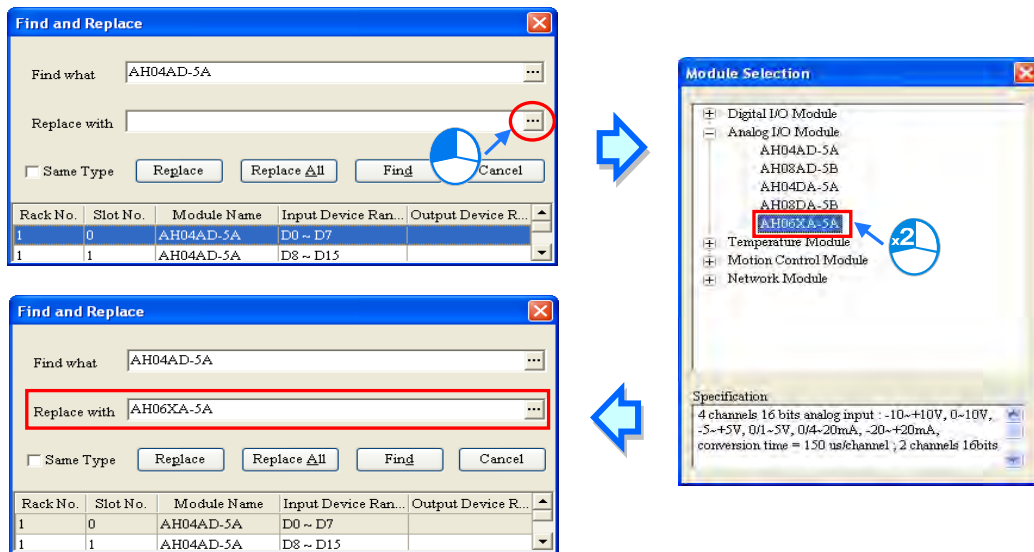 Find and Replace
Find what AH04AD-5A ...
Replace with ...
Same Type Replace Replace All Find Cancel
Rack No. Slot No. Module Name Input Device Ran... Output Device R...
1 0 AH04AD-5A D0 ~ D7
1 1 AH04AD-5A D8 ~ D15
Module Selection
Digital I/O Module
Analog I/O Module
AH04AD-5A
AH08AD-5B
AH04DA-5A
AH08DA-5B
AH06XA-5A
x2
Temperature Module
Motion Control Module
Network Module
Specification
4 channels 16 bits analog input : -10~+10V, 0~10V,
-5~+5V, 0/1~5V, 0/4~20mA, -20~+20mA,
conversion time = 150 us/channel ; 2 channels 16bits
Find and Replace
Find what AH04AD-5A ...
Replace with AH06XA-5A ...
Same Type Replace Replace All Find Cancel
Rack No. Slot No. Module Name Input Device Ran... Output Device R...
1 0 AH04AD-5A D0 ~ D7
1 1 AH04AD-5A D8 ~ D15